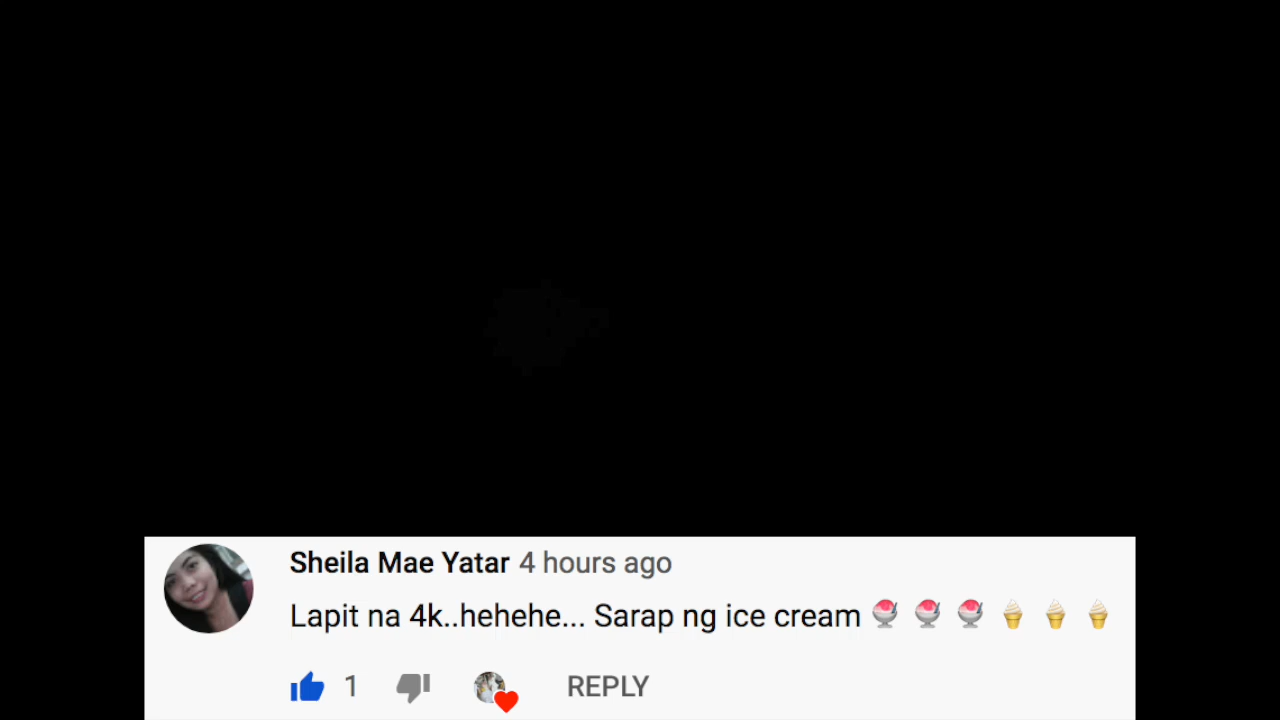 Sheila Mae Yatar 4 hours ago
Lapit na 4k..hehehe... Sarap ng ice cream 🍧 🍧 🍧 🍦 🍦 🍦
1 REPLY